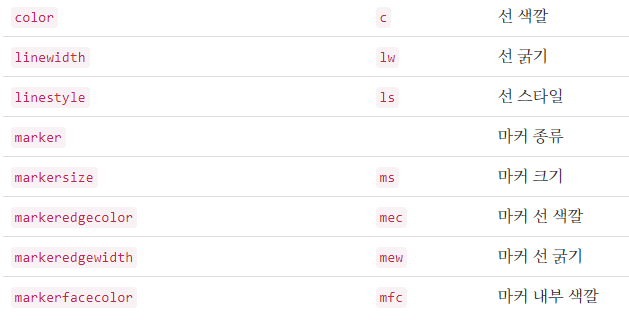 color c 선 색깔
linewidth lw 선 굵기
linestyle ls 선 스타일
marker 마커 종류
markersize ms 마커 크기
markeredgecolor mec 마커 선 색깔
markeredgewidth mew 마커 선 굵기
markerfacecolor mfc 마커 내부 색깔